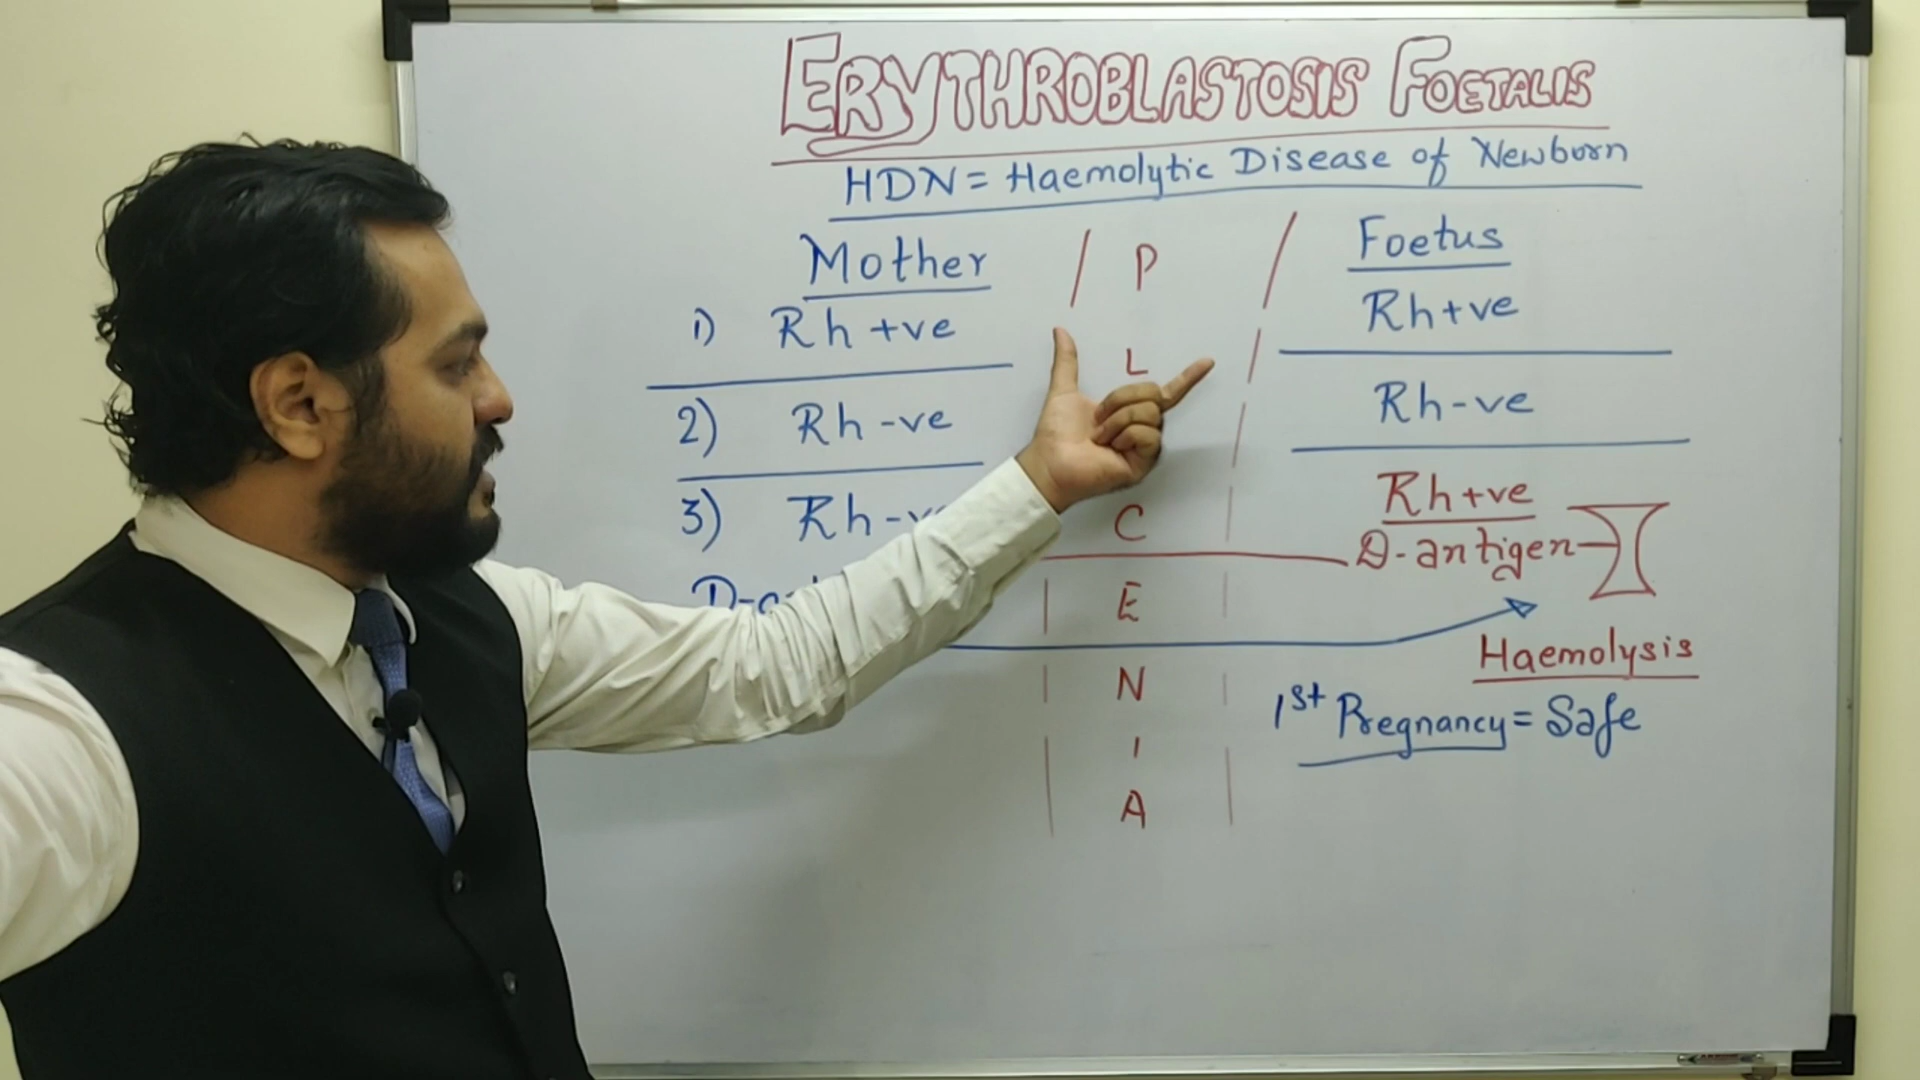 ERYTHROBLASTOSIS FOETALIS
HDN = Haemolytic Disease of Newborn
Mother / P / Foetus
1) Rh +ve Rh+ve
L
2) Rh -ve Rh-ve
3) Rh C Rh+ve
D-antigen
E
Haemolysis
N 1st Pregnancy = Safe
I
A